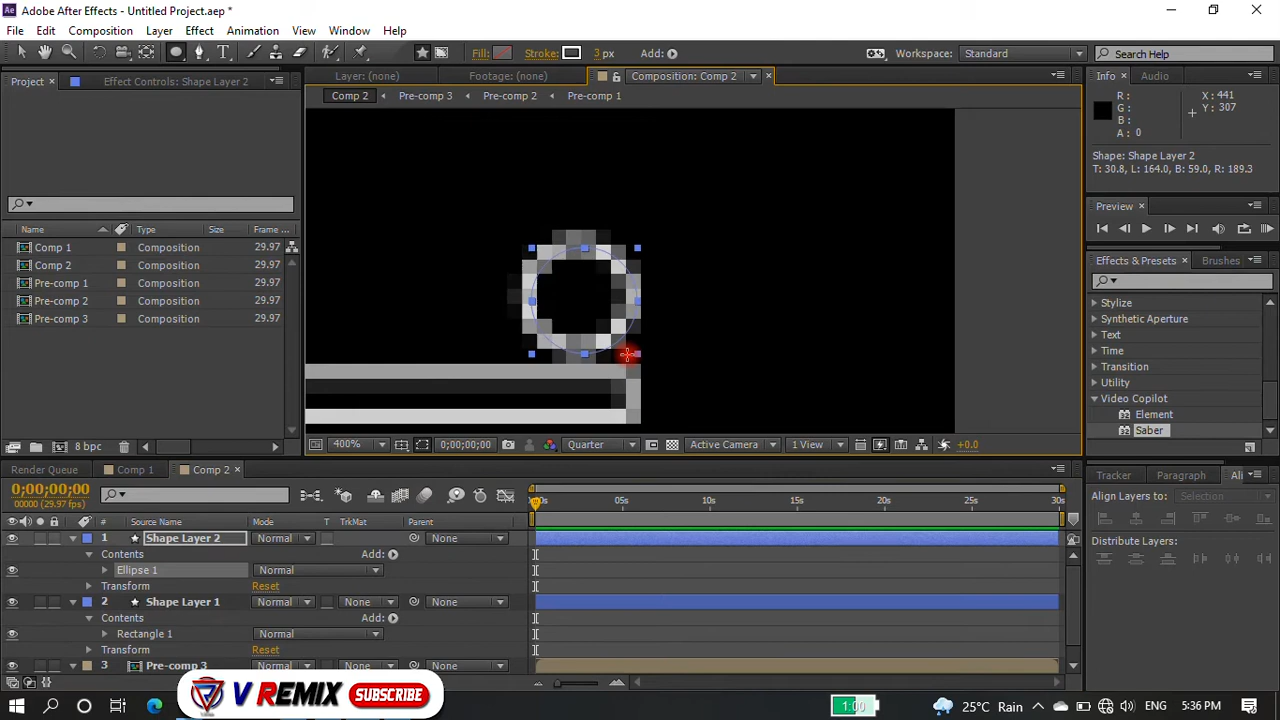 Ae Adobe After Effects - Untitled Project.aep *
File Edit Composition Layer Effect Animation View Window Help
Fill: Stroke: 3 px Add: Workspace: Standard Search Help
Project Effect Controls: Shape Layer 2 Layer: (none) Footage: (none) Composition: Comp 2 Info Audio
Comp 2 Pre-comp 3 Pre-comp 2 Pre-comp 1
R : X : 441
G : Y : 307
B :
A : 0
Shape: Shape Layer 2
T: 30.8, L: 164.0, B: 59.0, R: 189.3
Preview
Name Type Size Frame ...
Comp 1 Composition 29.97
Comp 2 Composition 29.97
Pre-comp 1 Composition 29.97
Pre-comp 2 Composition 29.97
Pre-comp 3 Composition 29.97
Effects & Presets Brushes
Stylize
Synthetic Aperture
Text
Time
Transition
Utility
Video Copilot
Element
Saber
8 bpc 400% 0;00;00;00 Quarter Active Camera 1 View +0.0
Render Queue Comp 1 Comp 2
Tracker Paragraph Ali
0;00;00;00
00000 (29.97 fps)
00s 05s 10s 15s 20s 25s 30s
Align Layers to: Selection
Distribute Layers:
# Source Name Mode T TrkMat Parent
1 Shape Layer 2 Normal None
Contents Add:
Ellipse 1 Normal
Transform Reset
2 Shape Layer 1 Normal None None
Contents Add:
Rectangle 1 Normal
Transform Reset
3 Pre-comp 3 Normal None None
V REMIX SUBSCRIBE
1:00 25°C Rain ENG 5:36 PM